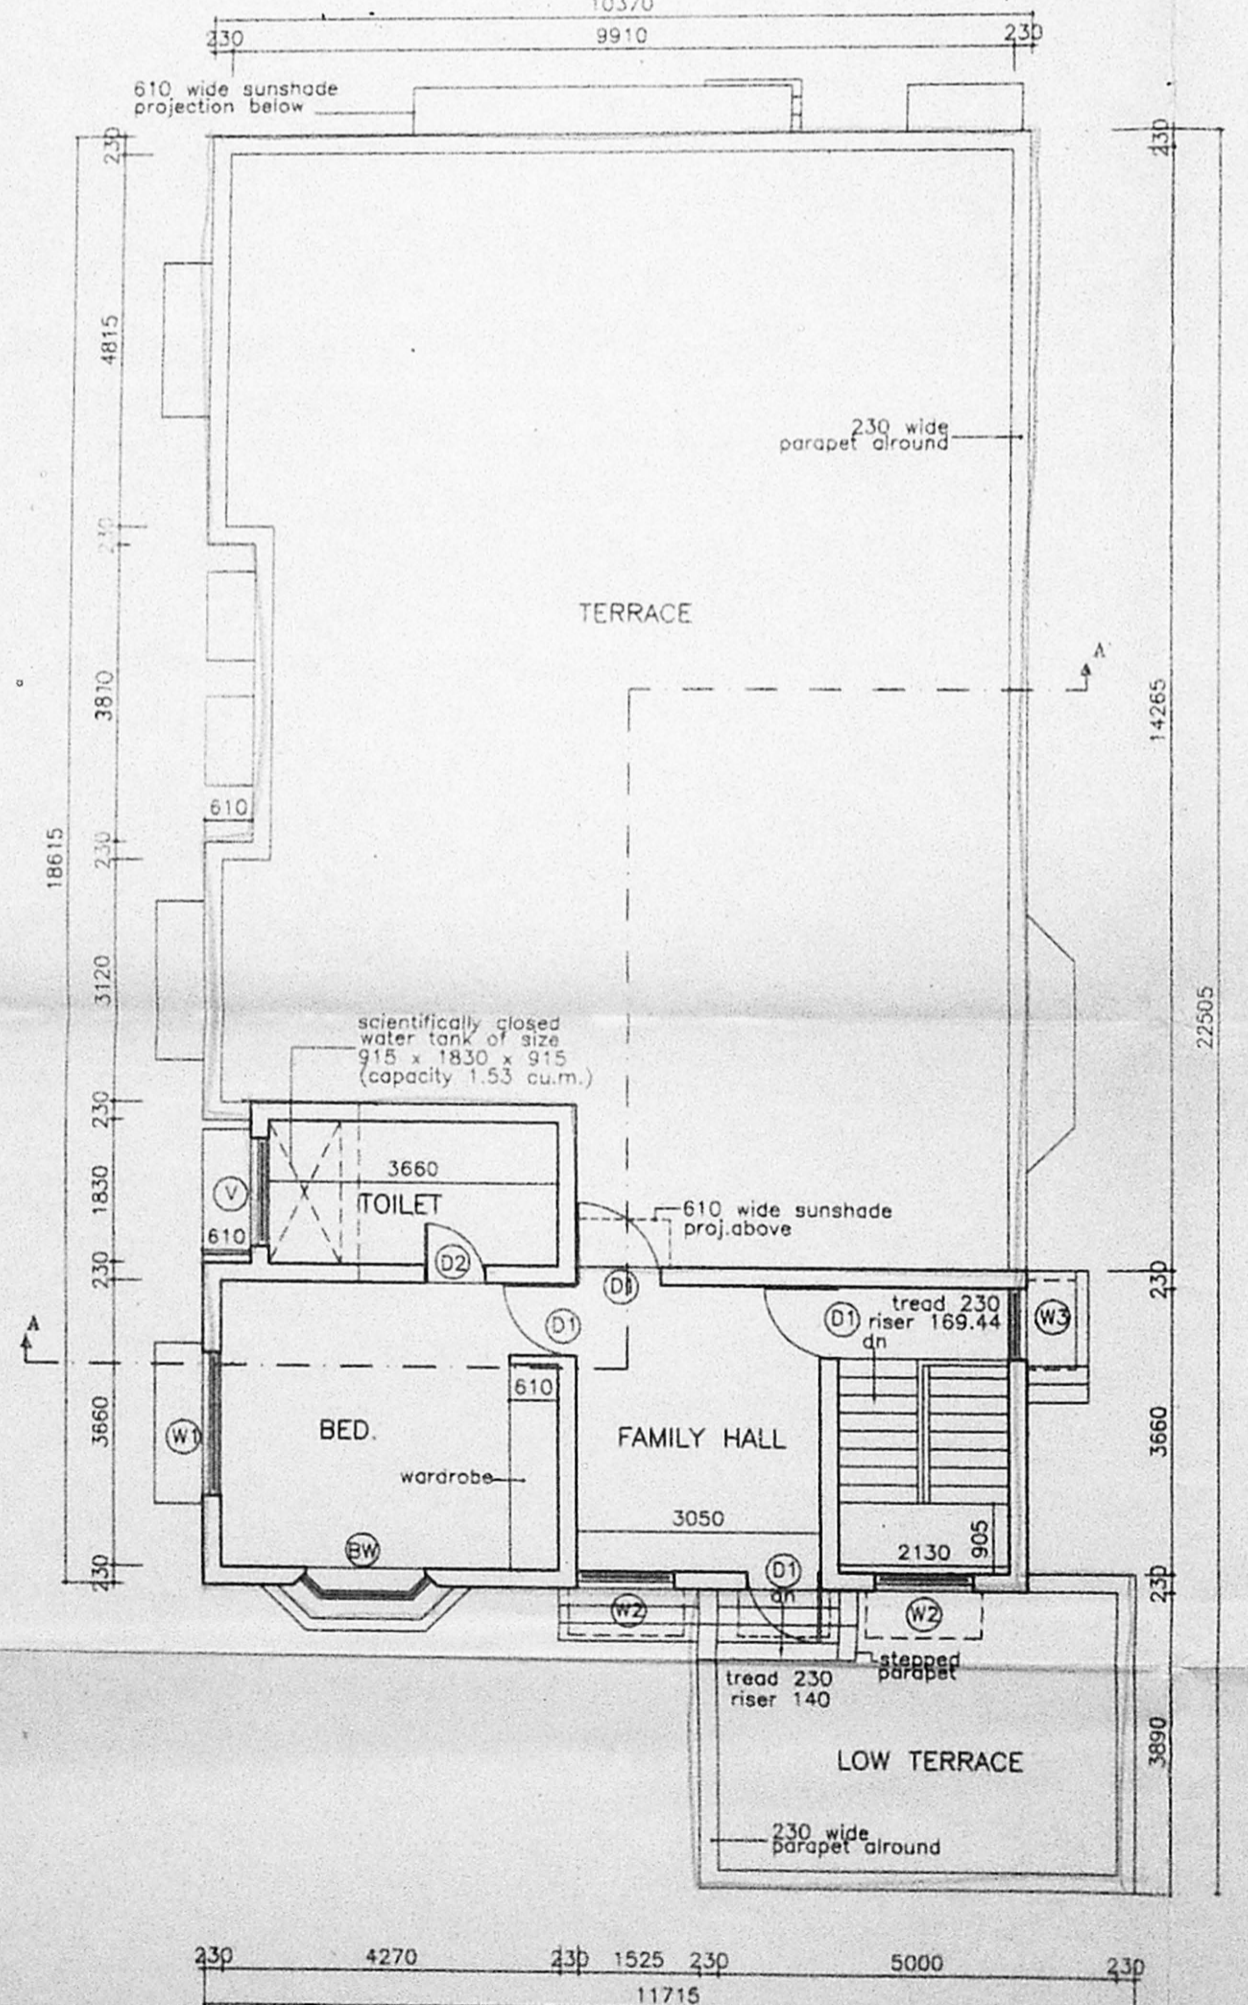 10370
230 9910 230
610 wide sunshade
projection below
230
230
4815
230 wide
parapet alround
230
TERRACE
A'
3810
14265
610
18615
230
3120
22505
scientifically closed
water tank of size
915 x 1830 x 915
(capacity 1.53 cu.m.)
230
3660
1830
V
TOILET
610 wide sunshade
proj.above
610
D2
230
D1
230
D1
D1
tread 230
riser 169.44
dn
W3
A
610
3660
W1
BED.
FAMILY HALL
3660
wardrobe
3050
905
BW
2130
230
D1
dn
230
W2
W2
stepped
parapet
tread 230
riser 140
3890
LOW TERRACE
230 wide
parapet alround
230 4270 230 1525 230 5000 230
11715